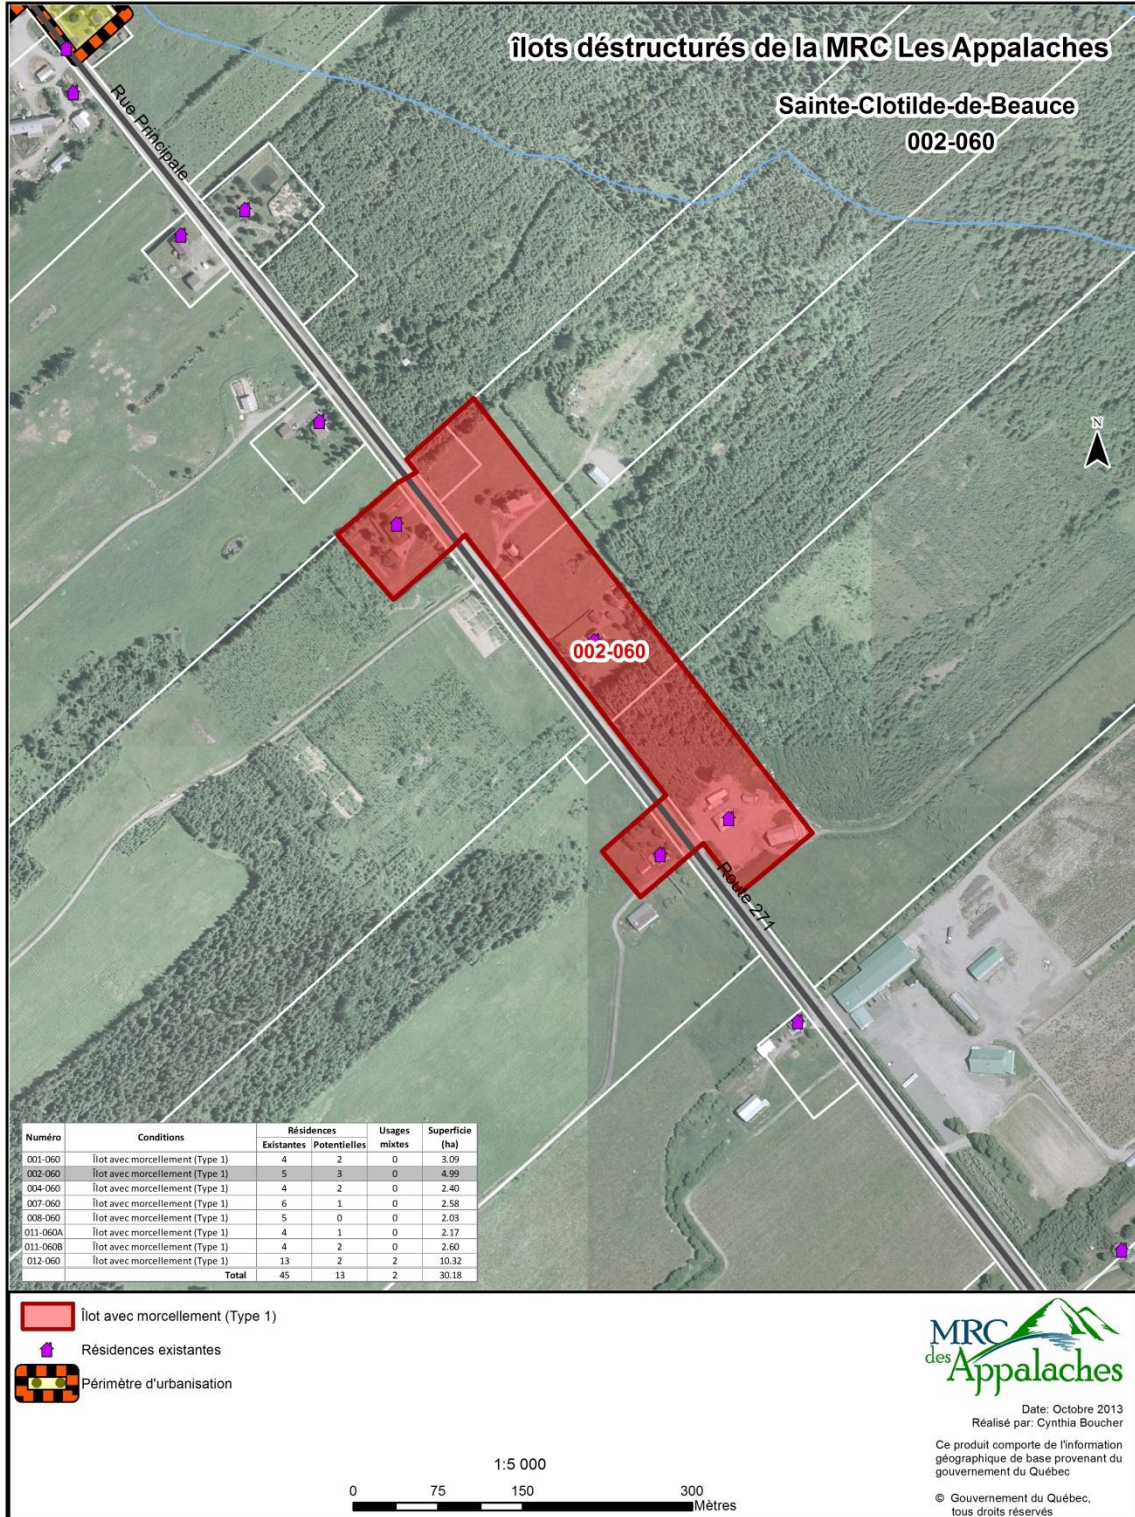 îlots déstructurés de la MRC Les Appalaches
Sainte-Clotilde-de-Beauce
002-060
Rue Principale
N
002-060
Route 271
Numéro Conditions Résidences Usages mixtes Superficie (ha)
Existantes Potentielles
001-060 Îlot avec morcellement (Type 1) 4 2 0 3.09
002-060 Îlot avec morcellement (Type 1) 5 3 0 4.99
004-060 Îlot avec morcellement (Type 1) 4 2 0 2.40
007-060 Îlot avec morcellement (Type 1) 6 1 0 2.58
008-060 Îlot avec morcellement (Type 1) 5 0 0 2.03
011-060A Îlot avec morcellement (Type 1) 4 1 0 2.17
011-060B Îlot avec morcellement (Type 1) 4 2 0 2.60
012-060 Îlot avec morcellement (Type 1) 13 2 2 10.32
Total 45 13 2 30.18
Îlot avec morcellement (Type 1)
Résidences existantes
Périmètre d'urbanisation
1:5 000
0 75 150 300
Mètres
MRC
des Appalaches
Date: Octobre 2013
Réalisé par: Cynthia Boucher
Ce produit comporte de l'information
géographique de base provenant du
gouvernement du Québec
© Gouvernement du Québec,
tous droits réservés